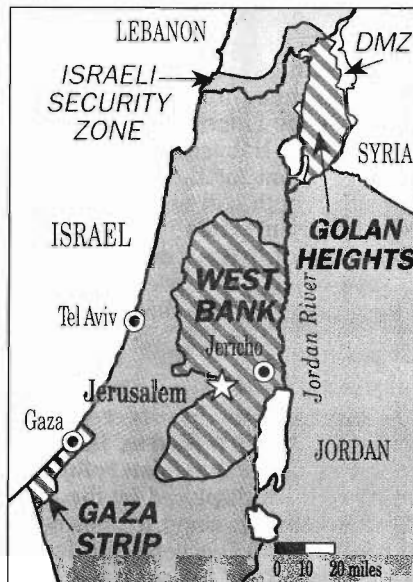 LEBANON
DMZ
ISRAELI
SECURITY
ZONE
SYRIA
ISRAEL
GOLAN
HEIGHTS
WEST
BANK
Tel Aviv
Jordan River
Jericho
Jerusalem
Gaza
JORDAN
GAZA
STRIP
0 10 20 miles